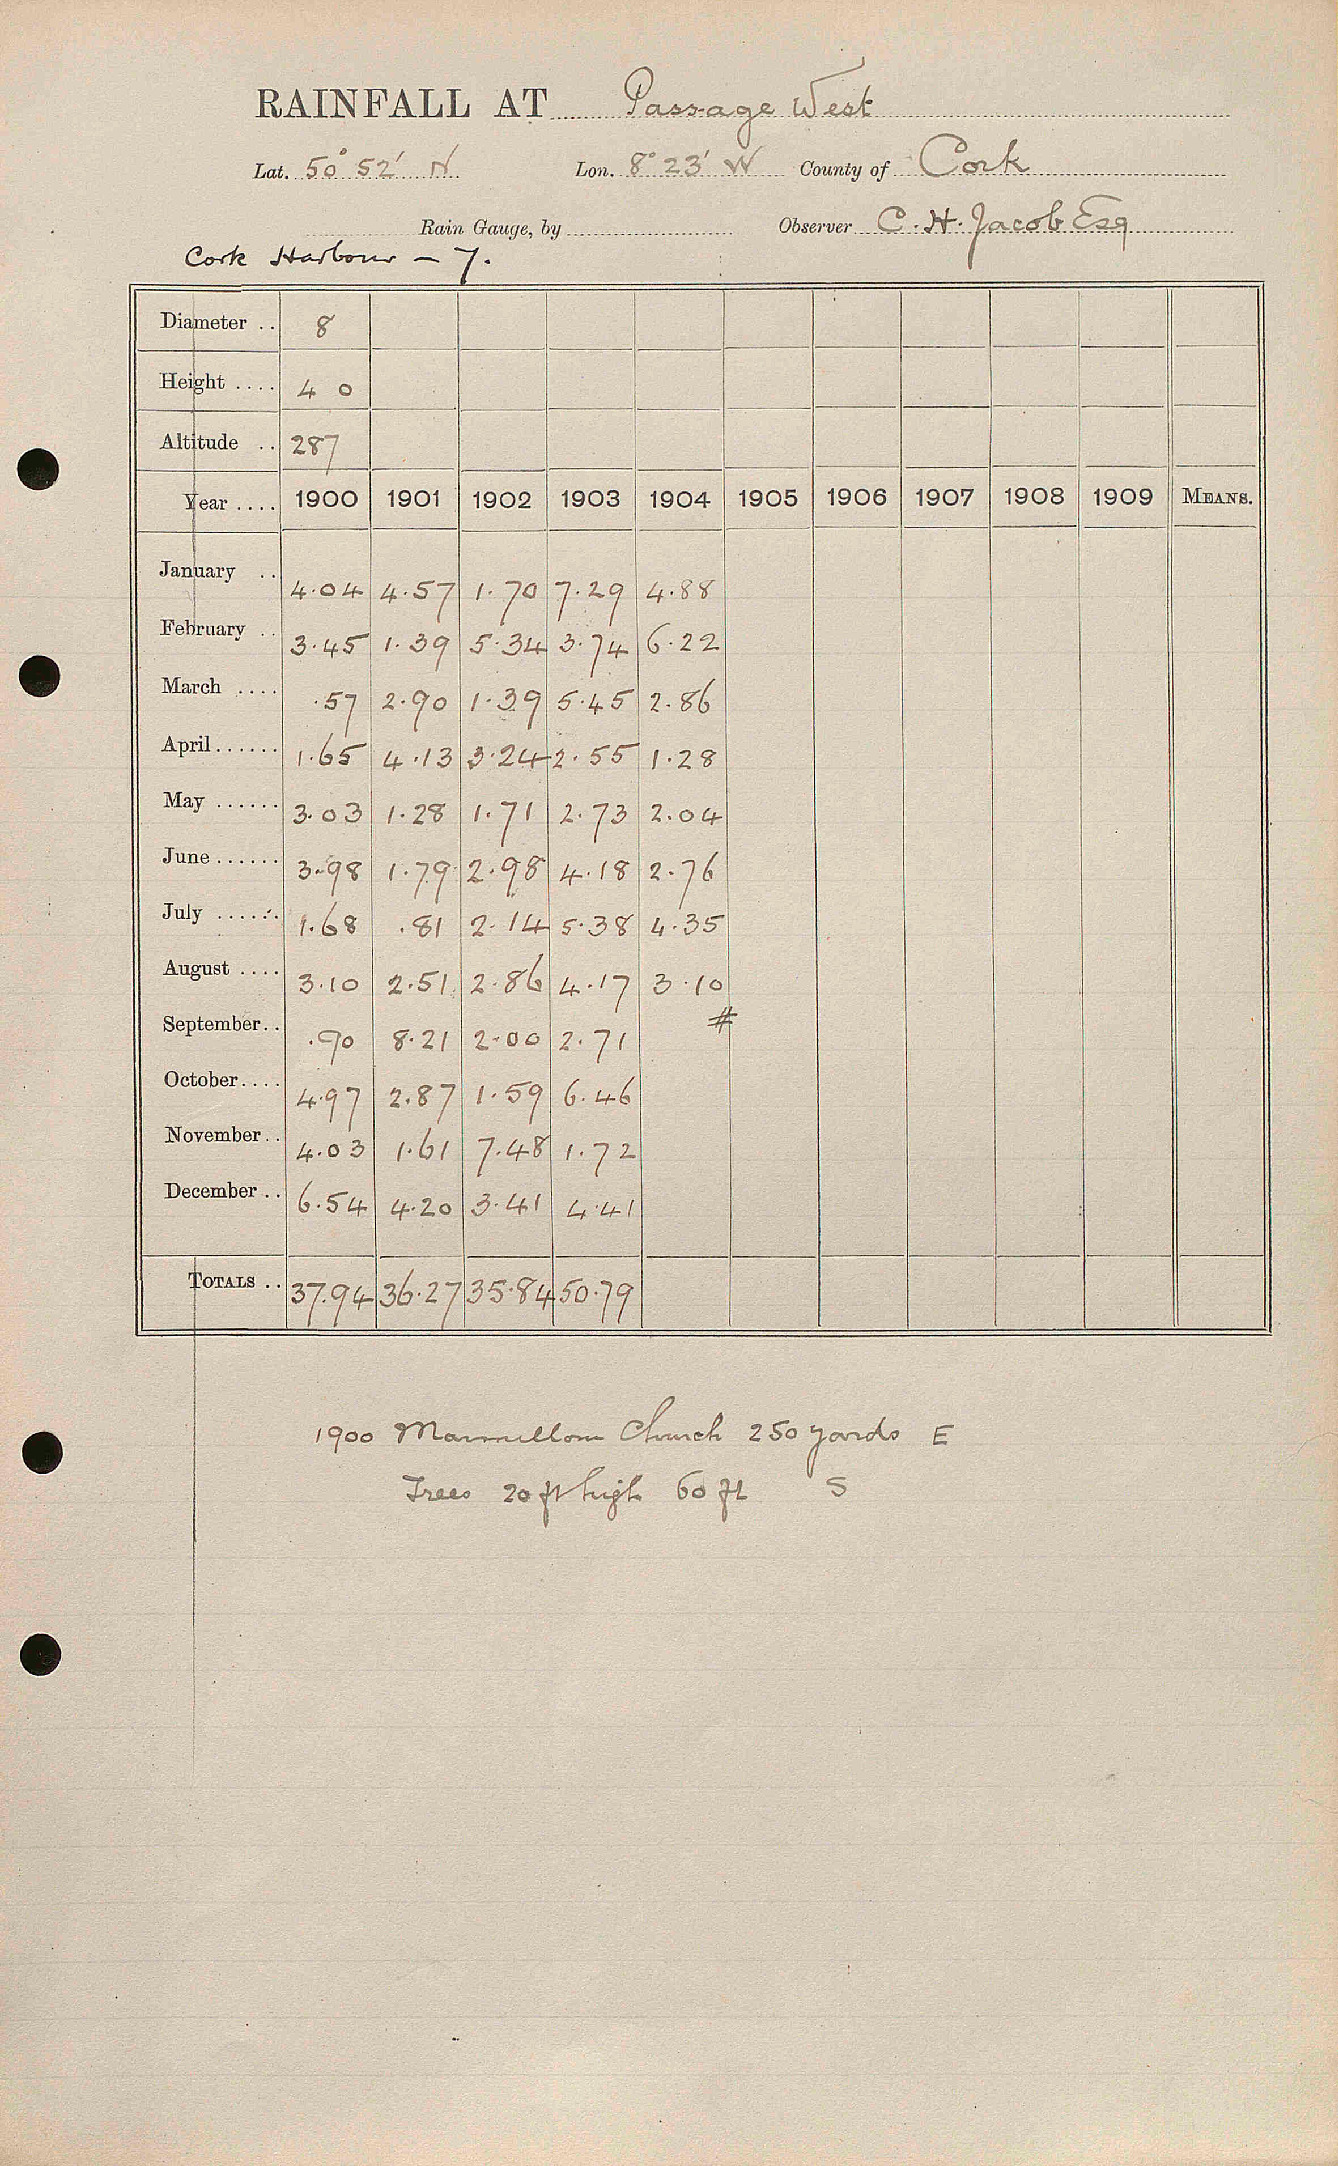 RAINFALL AT Passage West
Lat. 50° 52' N Lon. 8° 23' W County of Cork
Rain Gauge, by Observer C. H. Jacob Esq
Cork Harbour - 7.
Diameter .. 8
Height .... 4 0
Altitude .. 287
Year .... 1900 1901 1902 1903 1904 1905 1906 1907 1908 1909 MEANS.
January .. 4.04 4.57 1.70 7.29 4.88
February .. 3.45 1.39 5.34 3.74 6.22
March .... .57 2.90 1.39 5.45 2.86
April ...... 1.65 4.13 3.24 2.55 1.28
May ...... 3.03 1.28 1.71 2.73 2.04
June ...... 3.98 1.79 2.98 4.18 2.76
July ...... 1.68 .81 2.14 5.38 4.35
August .... 3.10 2.51 2.86 4.17 3.10
September .. .90 8.21 2.00 2.71 #
October .... 4.97 2.87 1.59 6.46
November .. 4.03 1.61 7.48 1.72
December .. 6.54 4.20 3.41 4.41
TOTALS .. 37.94 36.27 35.84 50.79
1900 Church 250 yards E
Trees 20 ft high 60 ft S